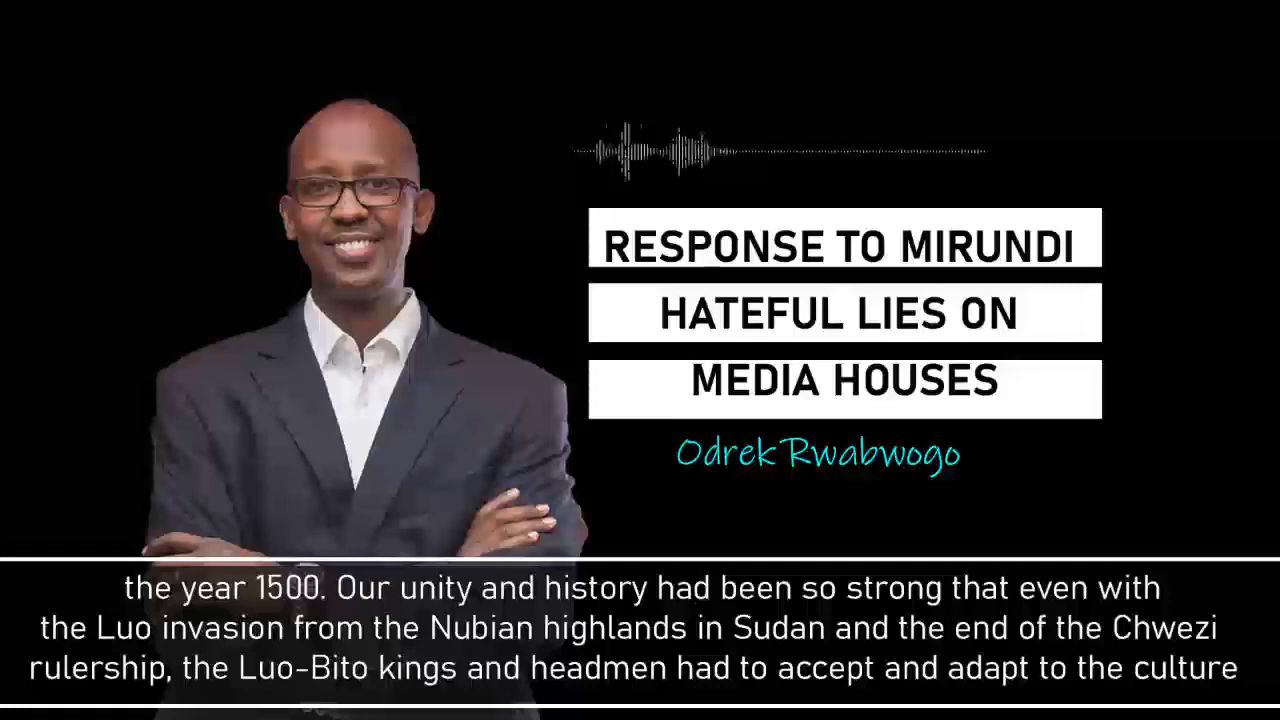 RESPONSE TO MIRUNDI
HATEFUL LIES ON
MEDIA HOUSES
Odrek Rwabwogo
the year 1500. Our unity and history had been so strong that even with
the Luo invasion from the Nubian highlands in Sudan and the end of the Chwezi
rulership, the Luo-Bito kings and headmen had to accept and adapt to the culture